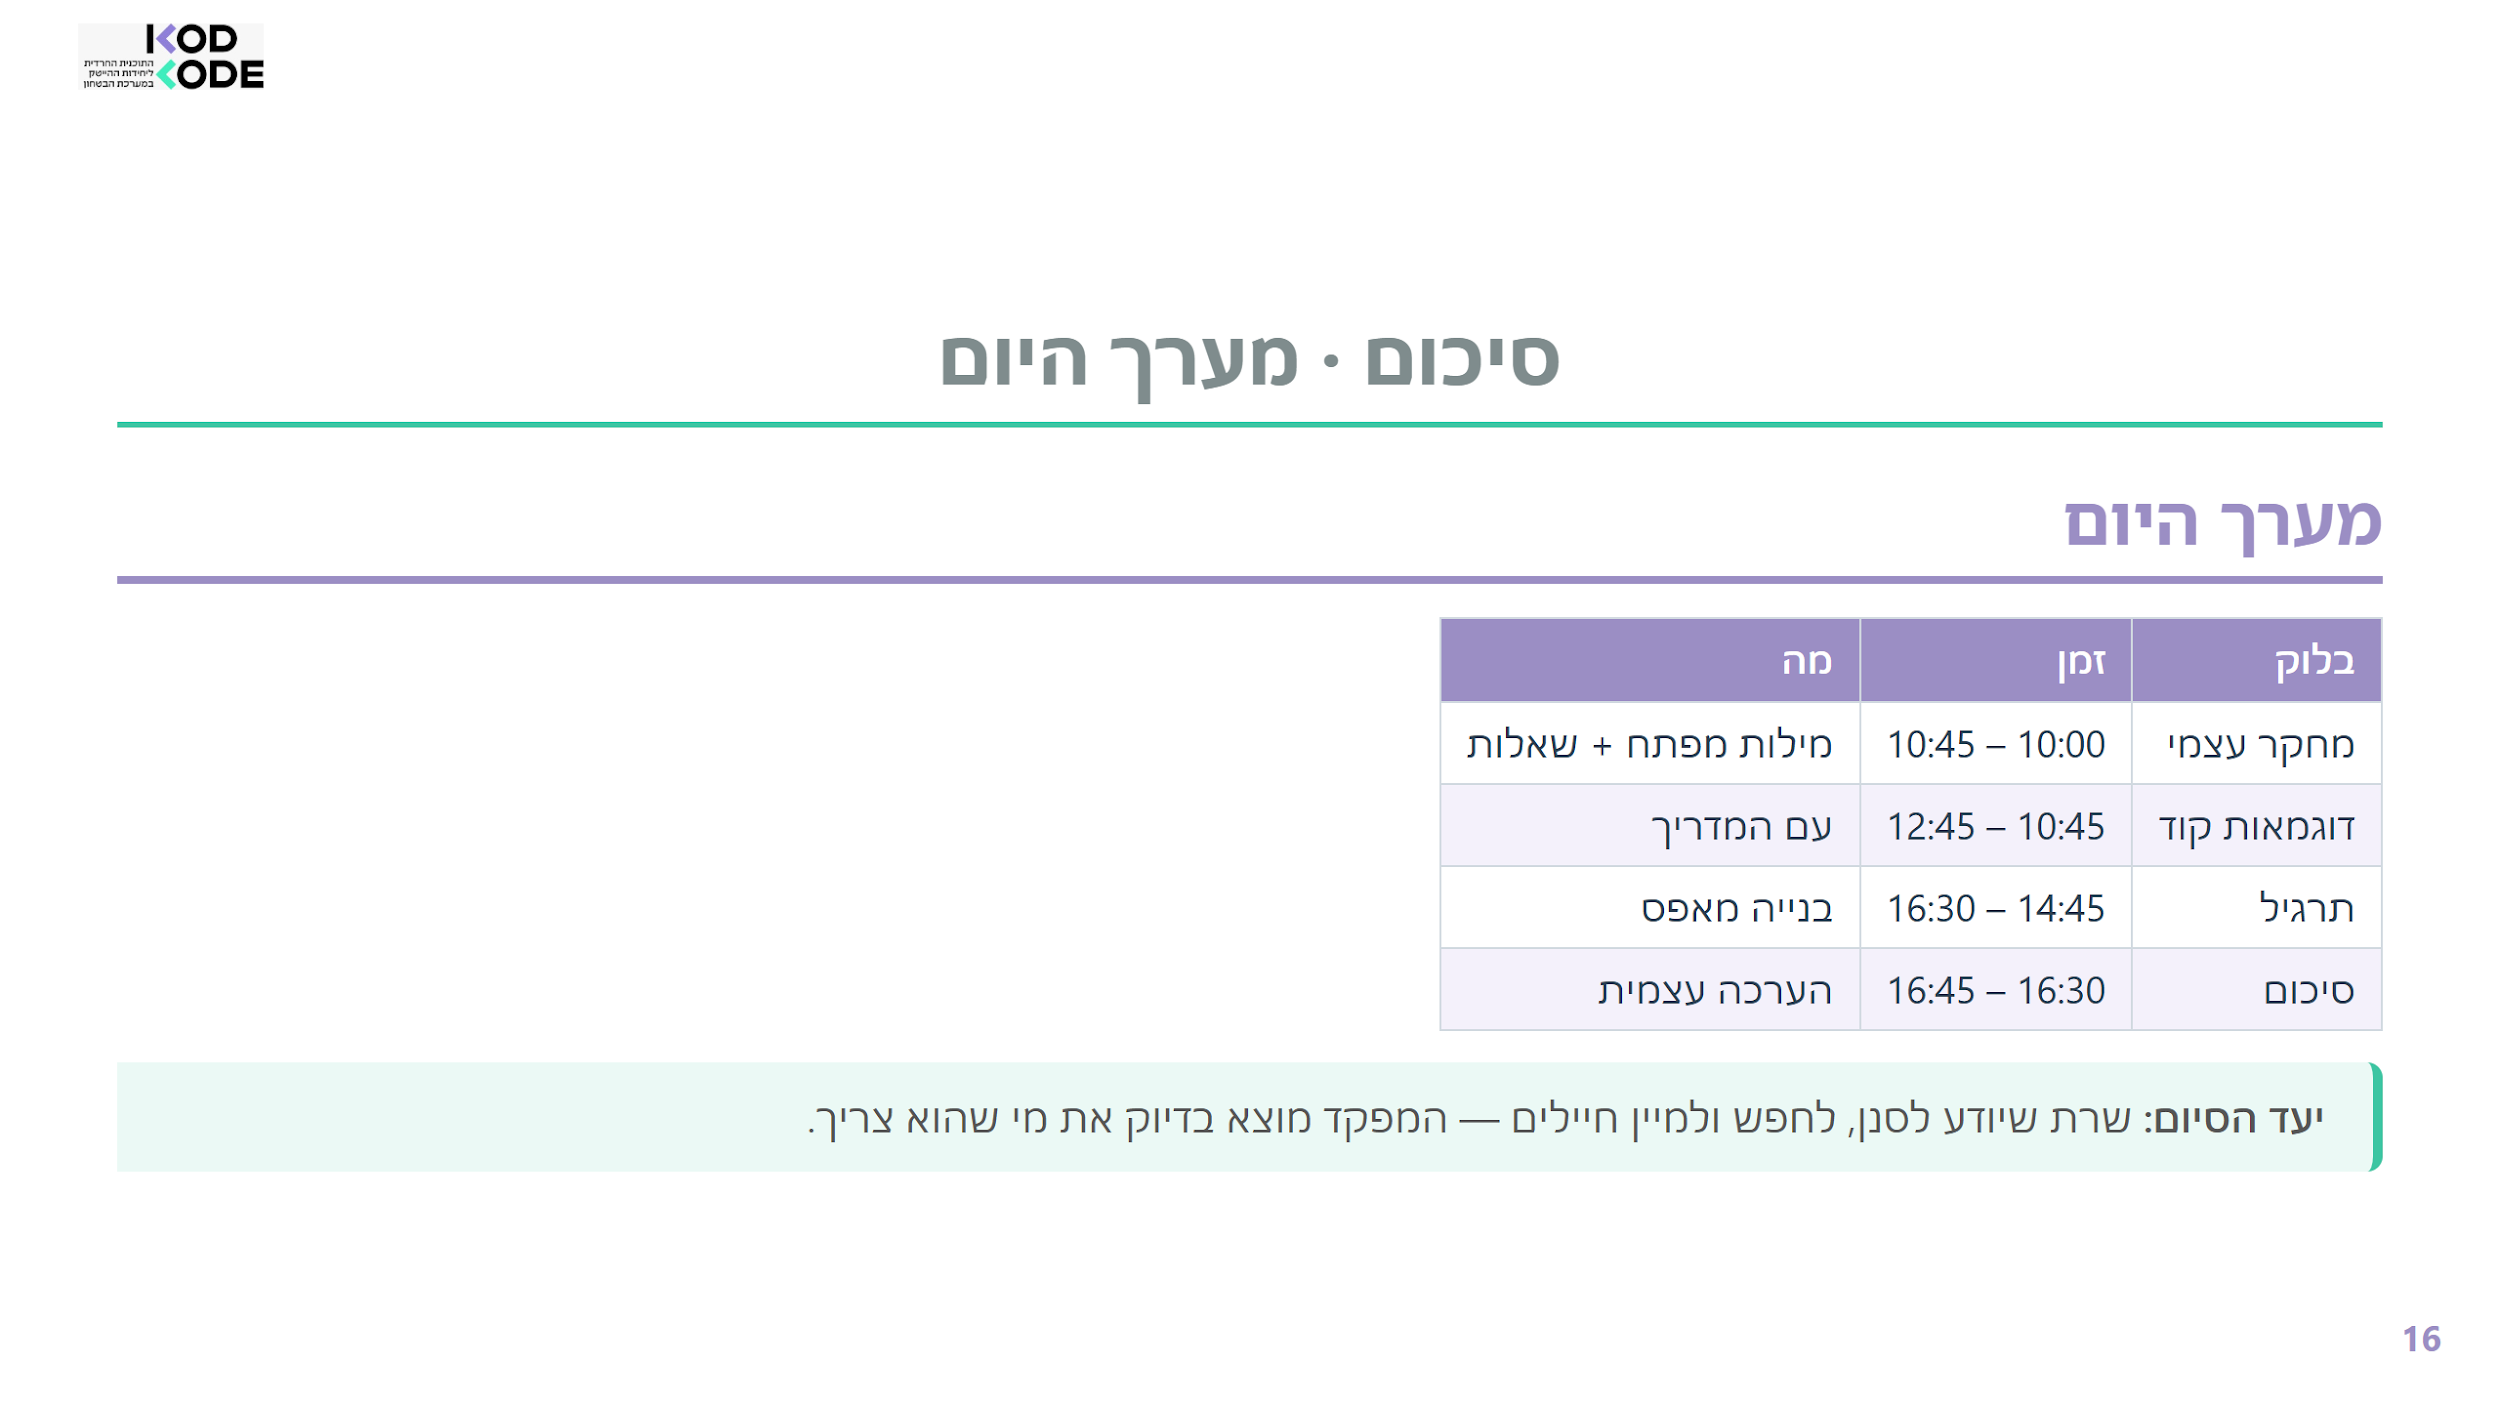 KOD
CODE
התוכנית החרדית
ליחידות ההייטק
במערכת הבטחון
סיכום · מערך היום
מערך היום
בלוק זמן מה
מחקר עצמי 10:00 – 10:45 מילות מפתח + שאלות
דוגמאות קוד 10:45 – 12:45 עם המדריך
תרגיל 14:45 – 16:30 בנייה מאפס
סיכום 16:30 – 16:45 הערכה עצמית
יעד הסיום: שרת שיודע לסנן, לחפש ולמיין חיילים — המפקד מוצא בדיוק את מי שהוא צריך.
16